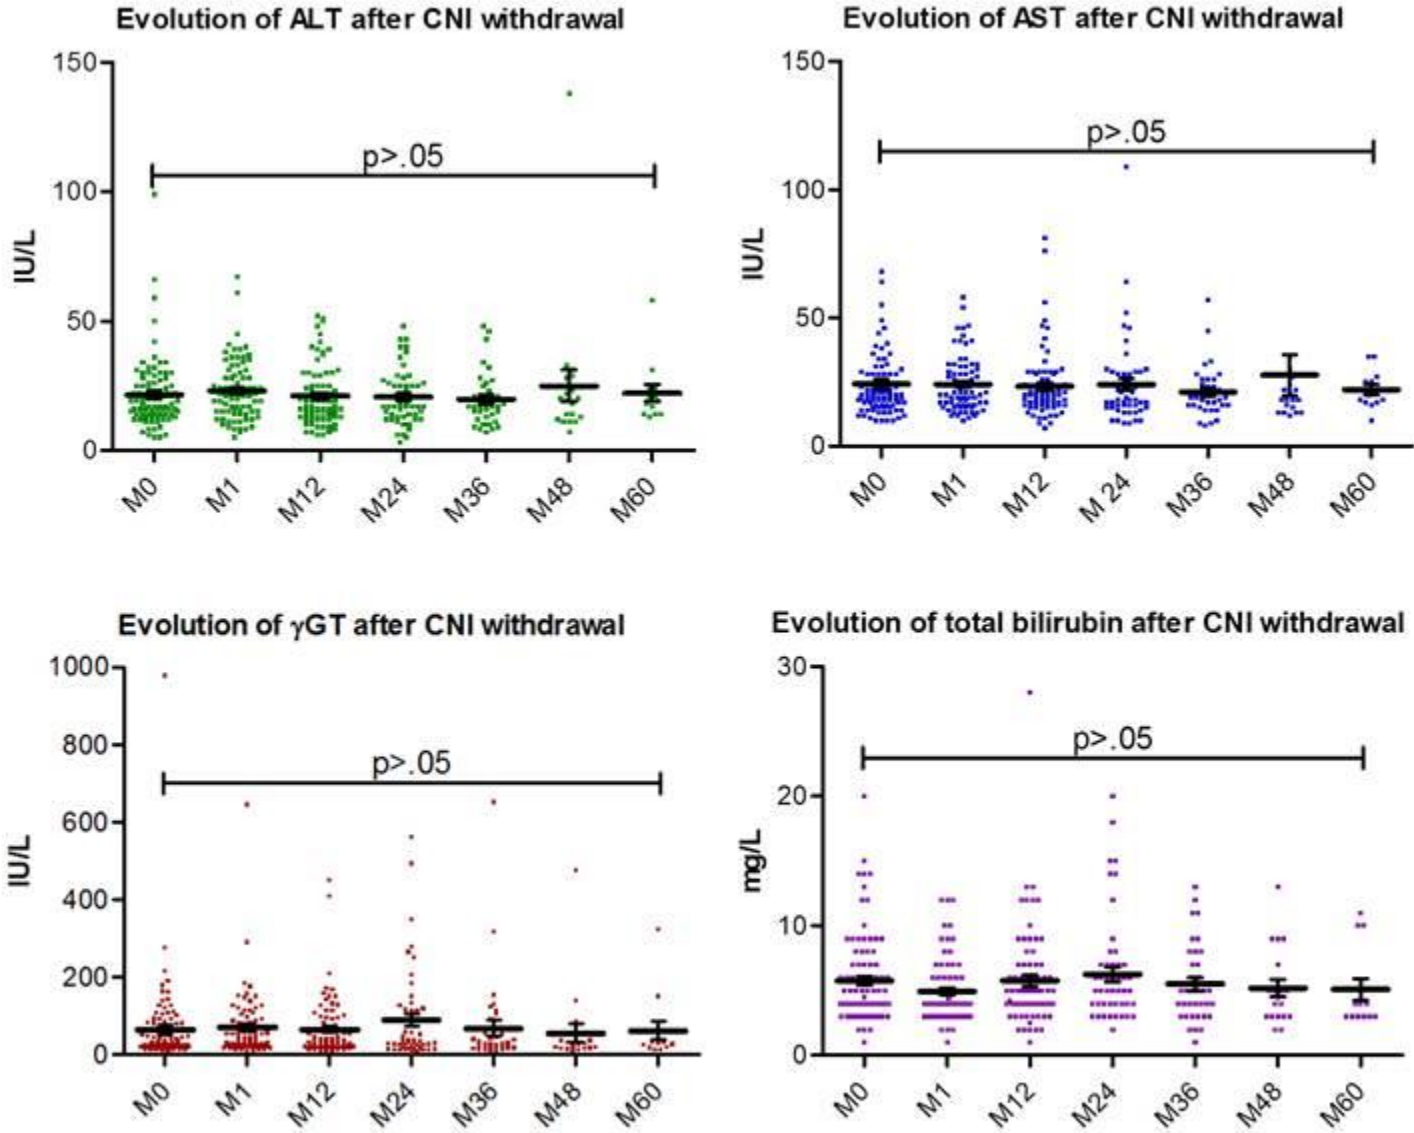 Evolution of ALT after CNI withdrawal
150
100
50
0
IU/L
p>.05
M0
M1
M12
M24
M36
M48
M60
Evolution of AST after CNI withdrawal
150
100
50
0
IU/L
p>.05
M0
M1
M12
M 24
M36
M48
M60
Evolution of γGT after CNI withdrawal
1000
800
600
400
200
0
IU/L
p>.05
M0
M1
M12
M24
M36
M48
M60
Evolution of total bilirubin after CNI withdrawal
30
20
10
0
mg/L
p>.05
M0
M1
M12
M24
M36
M48
M60